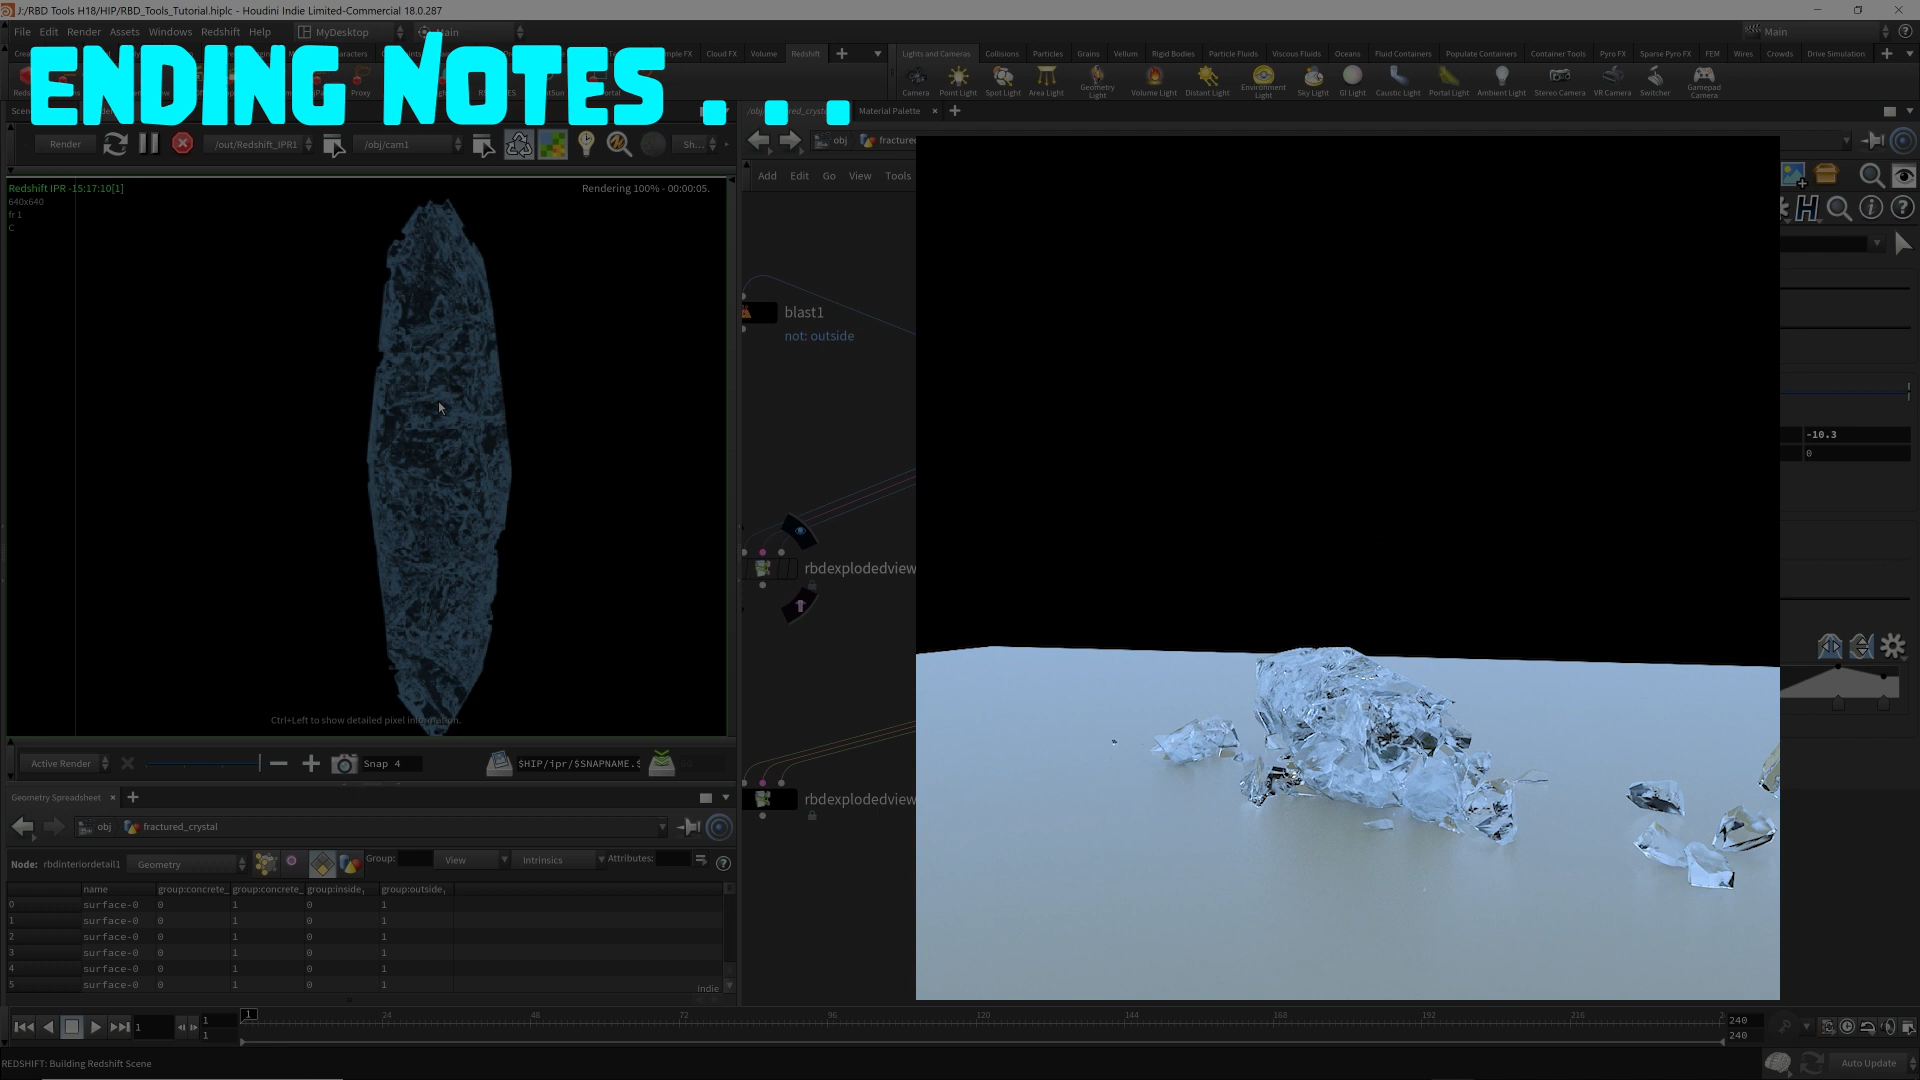 J:/RBD Tools H18/HIP/RBD_Tools_Tutorial.hiplc - Houdini Indie Limited-Commercial 18.0.287
File Edit Render Assets Windows Redshift Help MyDesktop Main Main
ENDING NOTES . . .
Cloud FX Volume Redshift
Lights and Cameras Collisions Particles Grains Vellum Rigid Bodies Particle Fluids Viscous Fluids Oceans Fluid Containers Populate Containers Container Tools Pyro FX Sparse Pyro FX FEM Wires Crowds Drive Simulation
Proxy
Camera Point Light Spot Light Area Light Geometry Light Volume Light Distant Light Environment Light Sky Light GI Light Caustic Light Portal Light Ambient Light Stereo Camera VR Camera Switcher Gamepad Camera
Material Palette
Render /out/Redshift_IPR1 /obj/cam1 Sh...
obj
Add Edit Go View Tools
Redshift IPR -15:17:10[1]
Rendering 100% - 00:00:05.
640x640
fr 1
C
blast1
not: outside
-10.3
0
rbdexplodedview
Ctrl+Left to show detailed pixel information.
Active Render Snap 4 $HIP/ipr/$SNAPNAME.$
Geometry Spreadsheet
rbdexplodedview
obj fractured_crystal
Node: rbdinteriordetail1 Geometry Group: View Intrinsics Attributes:
name group:concrete_ group:concrete_ group:inside group:outside
0 surface-0 0 1 0 1
1 surface-0 0 1 0 1
2 surface-0 0 1 0 1
3 surface-0 0 1 0 1
4 surface-0 0 1 0 1
5 surface-0 0 1 0 1
Indie
1 1 1 1 24 48 72 96 120 144 168 192 216 240 240
REDSHIFT: Building Redshift Scene
Auto Update